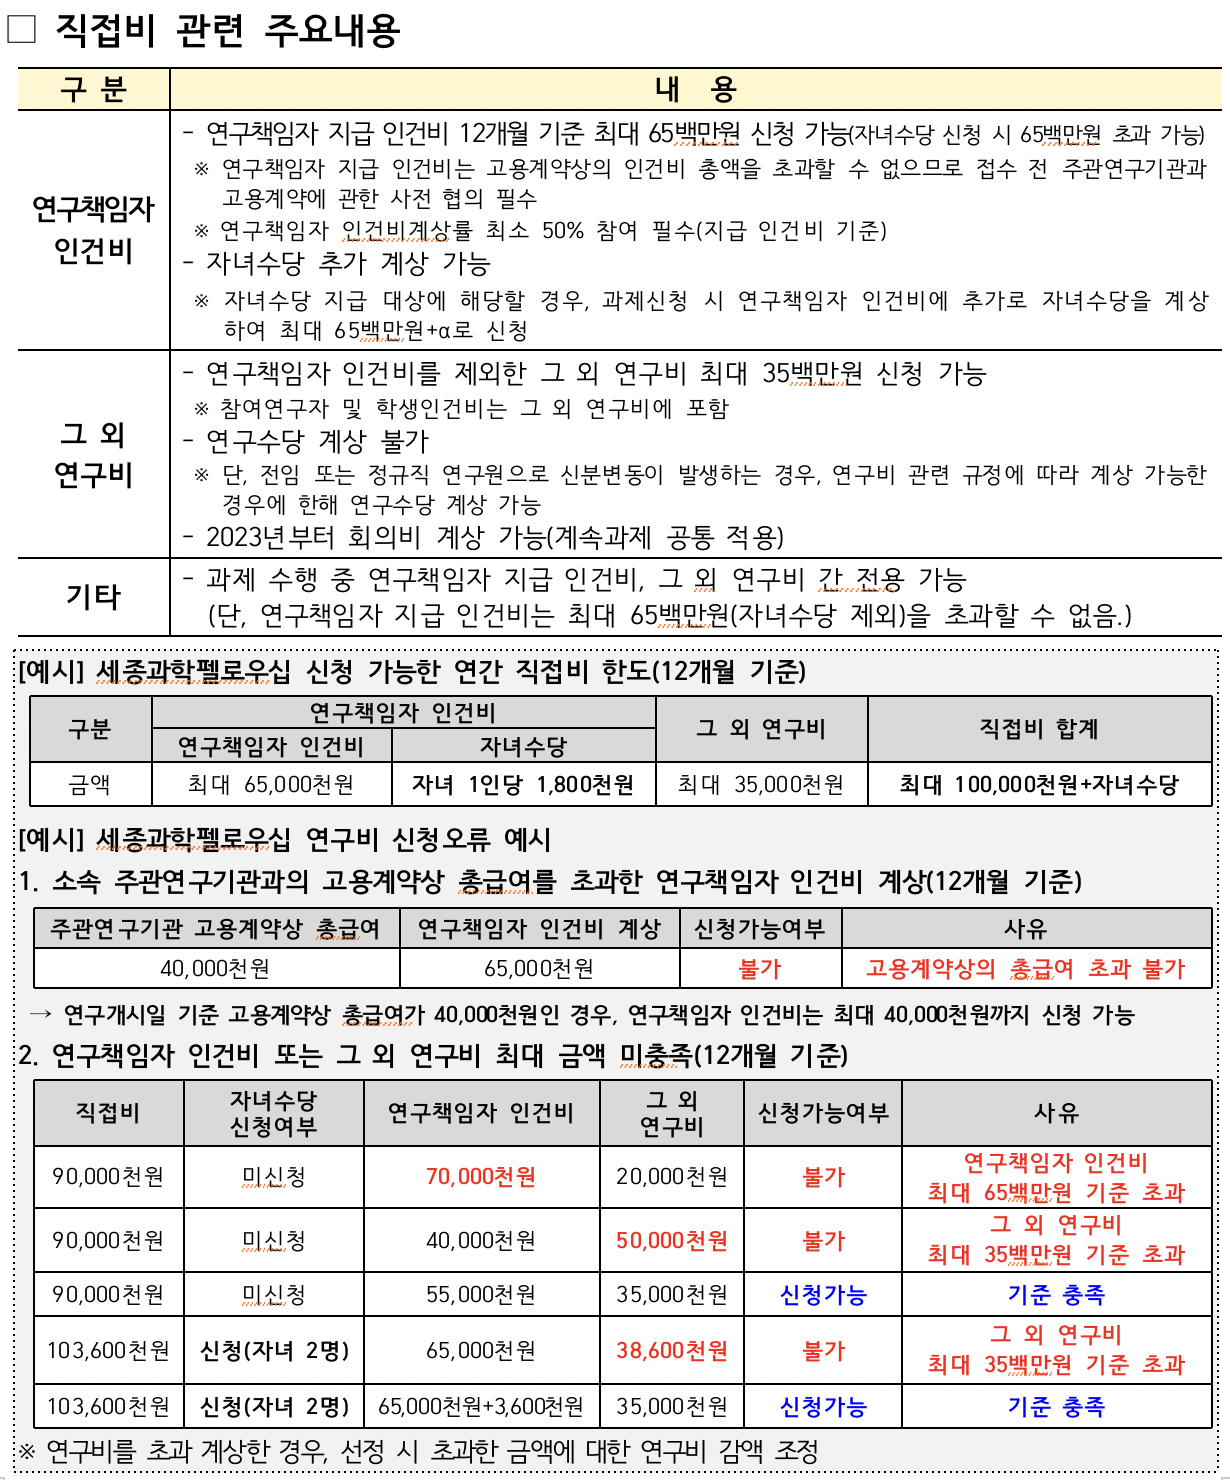 □ 직접비 관련 주요내용
구 분 내 용
연구책임자
인건비
- 연구책임자 지급 인건비 12개월 기준 최대 65백만원 신청 가능(자녀수당 신청 시 65백만원 초과 가능)
※ 연구책임자 지급 인건비는 고용계약상의 인건비 총액을 초과할 수 없으므로 접수 전 주관연구기관과
고용계약에 관한 사전 협의 필수
※ 연구책임자 인건비계상률 최소 50% 참여 필수(지급 인건비 기준)
- 자녀수당 추가 계상 가능
※ 자녀수당 지급 대상에 해당할 경우, 과제신청 시 연구책임자 인건비에 추가로 자녀수당을 계상
하여 최대 65백만원+α로 신청
그 외
연구비
- 연구책임자 인건비를 제외한 그 외 연구비 최대 35백만원 신청 가능
※ 참여연구자 및 학생인건비는 그 외 연구비에 포함
- 연구수당 계상 불가
※ 단, 전임 또는 정규직 연구원으로 신분변동이 발생하는 경우, 연구비 관련 규정에 따라 계상 가능한
경우에 한해 연구수당 계상 가능
- 2023년부터 회의비 계상 가능(계속과제 공통 적용)
기타
- 과제 수행 중 연구책임자 지급 인건비, 그 외 연구비 간 전용 가능
(단, 연구책임자 지급 인건비는 최대 65백만원(자녀수당 제외)을 초과할 수 없음.)
[예시] 세종과학펠로우십 신청 가능한 연간 직접비 한도(12개월 기준)
구분 연구책임자 인건비 그 외 연구비 직접비 합계
연구책임자 인건비 자녀수당
금액 최대 65,000천원 자녀 1인당 1,800천원 최대 35,000천원 최대 100,000천원+자녀수당
[예시] 세종과학펠로우십 연구비 신청오류 예시
1. 소속 주관연구기관과의 고용계약상 총급여를 초과한 연구책임자 인건비 계상(12개월 기준)
주관연구기관 고용계약상 총급여 연구책임자 인건비 계상 신청가능여부 사유
40,000천원 65,000천원 불가 고용계약상의 총급여 초과 불가
→ 연구개시일 기준 고용계약상 총급여가 40,000천원인 경우, 연구책임자 인건비는 최대 40,000천원까지 신청 가능
2. 연구책임자 인건비 또는 그 외 연구비 최대 금액 미충족(12개월 기준)
직접비 자녀수당 신청여부 연구책임자 인건비 그 외 연구비 신청가능여부 사유
90,000천원 미신청 70,000천원 20,000천원 불가 연구책임자 인건비
최대 65백만원 기준 초과
90,000천원 미신청 40,000천원 50,000천원 불가 그 외 연구비
최대 35백만원 기준 초과
90,000천원 미신청 55,000천원 35,000천원 신청가능 기준 충족
103,600천원 신청(자녀 2명) 65,000천원 38,600천원 불가 그 외 연구비
최대 35백만원 기준 초과
103,600천원 신청(자녀 2명) 65,000천원+3,600천원 35,000천원 신청가능 기준 충족
※ 연구비를 초과 계상한 경우, 선정 시 초과한 금액에 대한 연구비 감액 조정